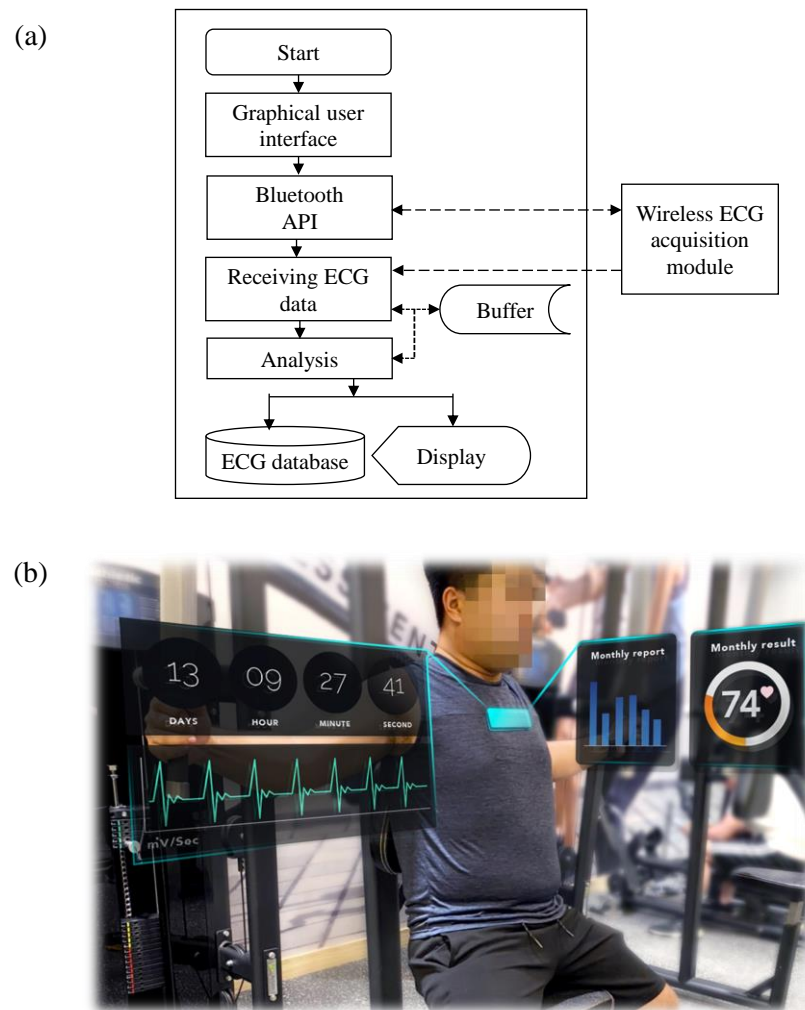 (a)
Start
Graphical user
interface
Bluetooth
API
Wireless ECG
acquisition
module
Receiving ECG
data
Buffer
Analysis
ECG database
Display
(b)
13
09
27
41
DAYS
HOUR
MINUTE
SECOND
mV/Sec
Monthly report
Monthly result
74